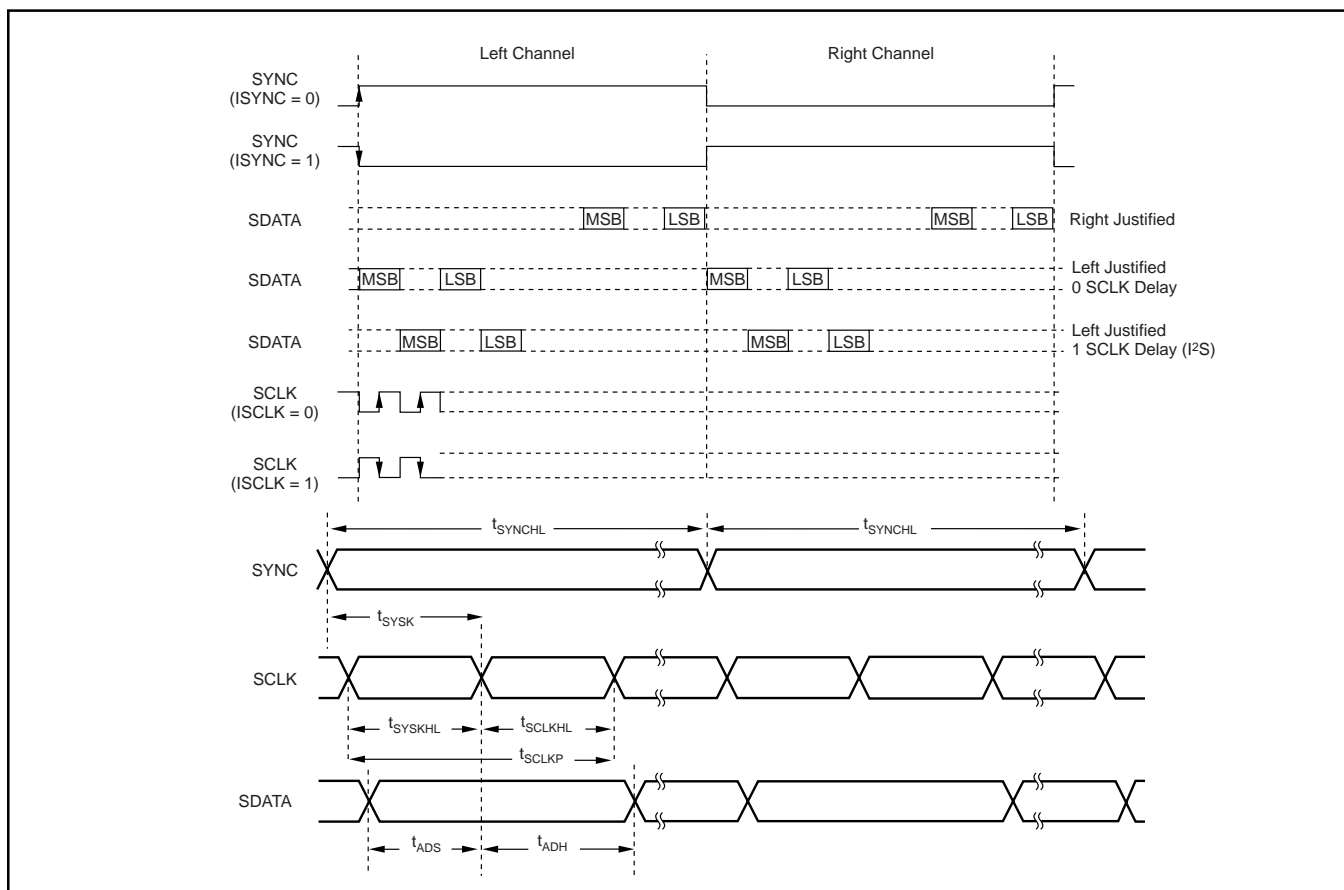 Left Channel Right Channel
SYNC
(ISYNC = 0)
SYNC
(ISYNC = 1)
SDATA MSB LSB MSB LSB Right Justified
SDATA MSB LSB MSB LSB Left Justified
0 SCLK Delay
SDATA MSB LSB MSB LSB Left Justified
1 SCLK Delay (I²S)
SCLK
(ISCLK = 0)
SCLK
(ISCLK = 1)
tSYNCHL tSYNCHL
SYNC
tSYSK
SCLK
tSYSKHL tSCLKHL
tSCLKP
SDATA
tADS tADH